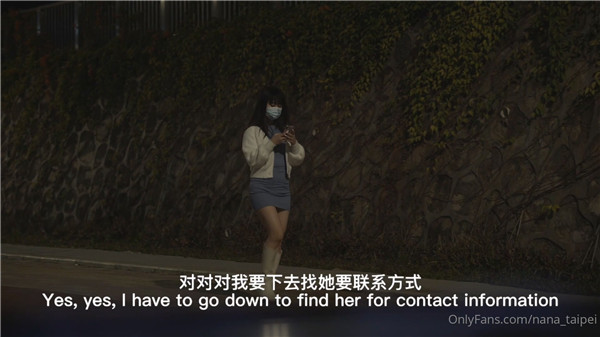 对对对我要下去找她要联系方式
Yes, yes, I have to go down to find her for contact information
OnlyFans.com/nana_taipei